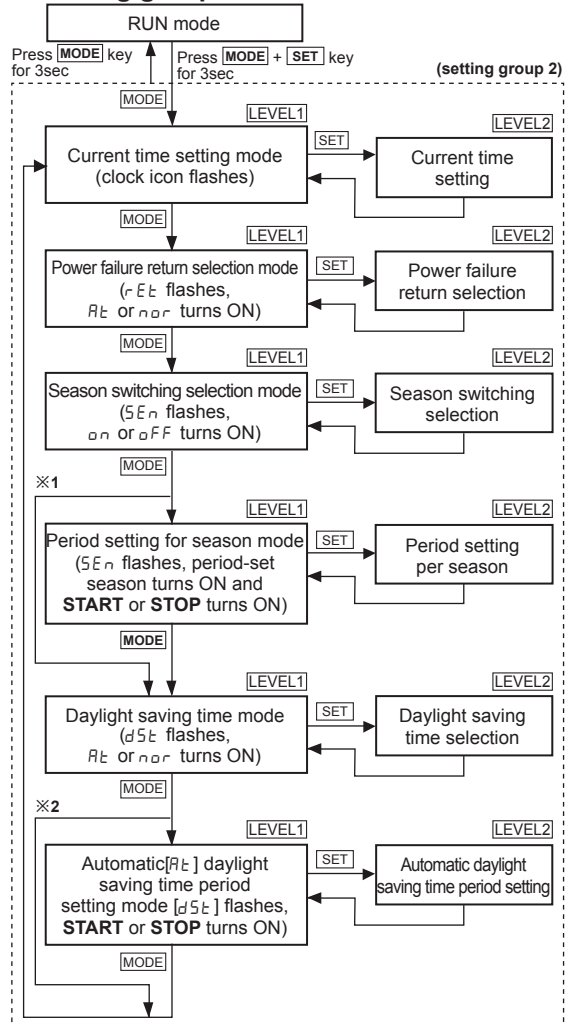 RUN mode
Press MODE key
for 3sec
Press MODE + SET key
for 3sec
(setting group 2)
MODE
LEVEL1
Current time setting mode
(clock icon flashes)
SET
LEVEL2
Current time
setting
MODE
LEVEL1
Power failure return selection mode
(rEt flashes,
At or nor turns ON)
SET
LEVEL2
Power failure
return selection
MODE
LEVEL1
Season switching selection mode
(SEn flashes,
on or oFF turns ON)
SET
LEVEL2
Season switching
selection
MODE
※1
LEVEL1
Period setting for season mode
(SEn flashes, period-set
season turns ON and
START or STOP turns ON)
SET
LEVEL2
Period setting
per season
MODE
LEVEL1
Daylight saving time mode
(dSt flashes,
At or nor turns ON)
SET
LEVEL2
Daylight saving
time selection
MODE
※2
LEVEL1
Automatic[At] daylight
saving time period
setting mode [dSt] flashes,
START or STOP turns ON)
SET
LEVEL2
Automatic daylight
saving time period setting
MODE